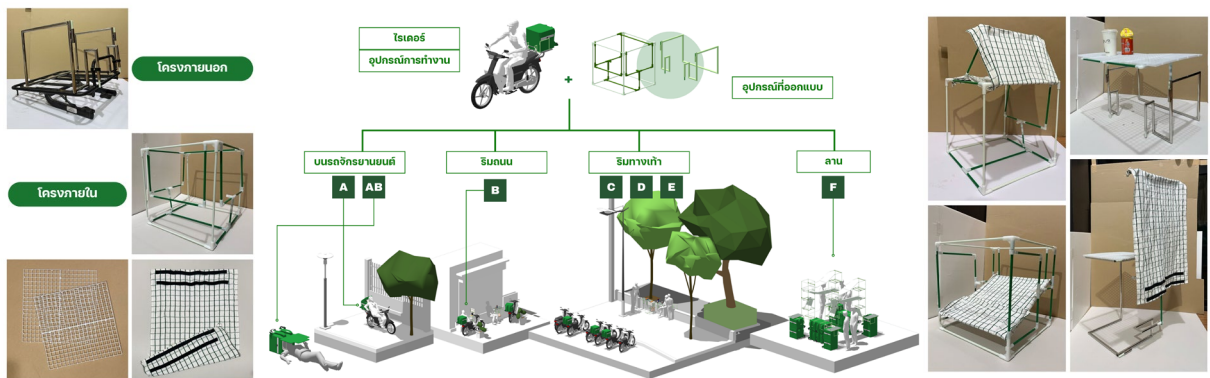 โครงภายนอก
โครงภายใน
ไรเดอร์
อุปกรณ์การทำงาน
+
อุปกรณ์ที่ออกแบบ
บนรถจักรยานยนต์
ริมถนน
ริมทางเท้า
ลาน
A AB B C D E F